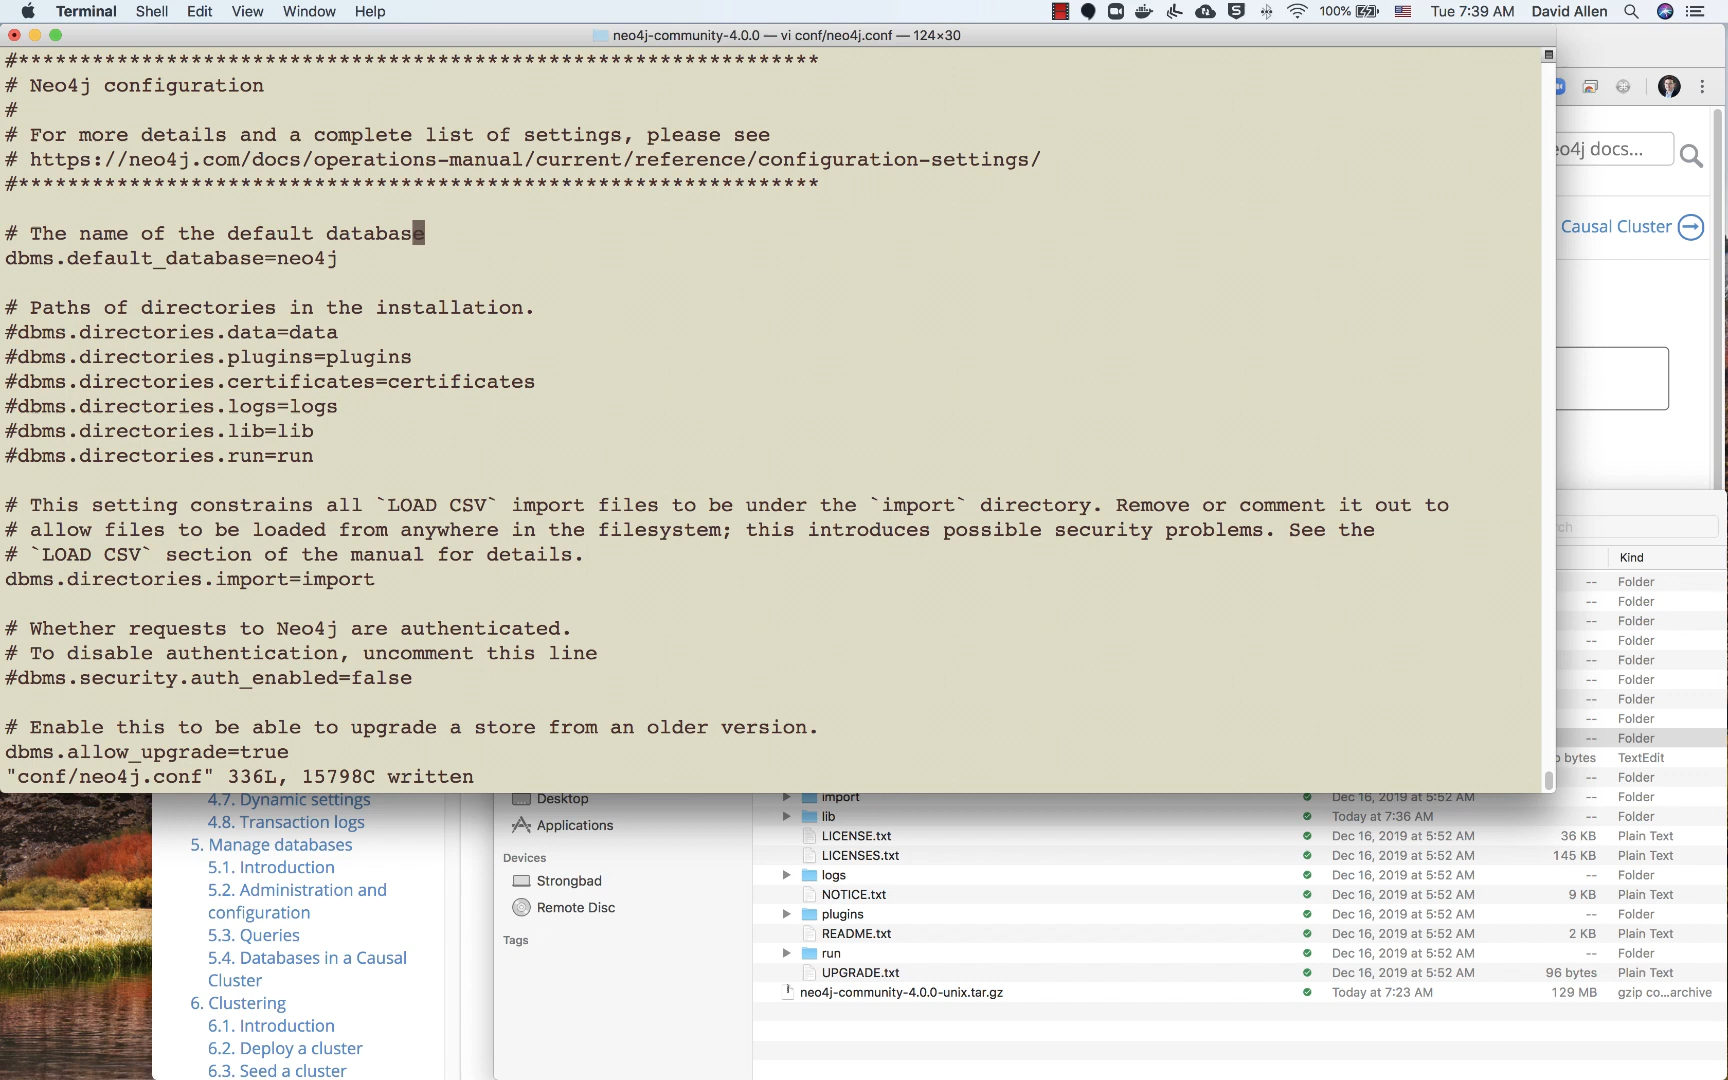 Terminal Shell Edit View Window Help 100% Tue 7:39 AM David Allen
neo4j-community-4.0.0 — vi conf/neo4j.conf — 124×30
#*****************************************************************
# Neo4j configuration
#
# For more details and a complete list of settings, please see
# https://neo4j.com/docs/operations-manual/current/reference/configuration-settings/
#*****************************************************************
# The name of the default database
dbms.default_database=neo4j
# Paths of directories in the installation.
#dbms.directories.data=data
#dbms.directories.plugins=plugins
#dbms.directories.certificates=certificates
#dbms.directories.logs=logs
#dbms.directories.lib=lib
#dbms.directories.run=run
# This setting constrains all `LOAD CSV` import files to be under the `import` directory. Remove or comment it out to
# allow files to be loaded from anywhere in the filesystem; this introduces possible security problems. See the
# `LOAD CSV` section of the manual for details.
dbms.directories.import=import
# Whether requests to Neo4j are authenticated.
# To disable authentication, uncomment this line
#dbms.security.auth_enabled=false
# Enable this to be able to upgrade a store from an older version.
dbms.allow_upgrade=true
"conf/neo4j.conf" 336L, 15798C written
eo4j docs...
Causal Cluster
Kind
-- Folder
-- Folder
-- Folder
-- Folder
-- Folder
-- Folder
-- Folder
-- Folder
-- Folder
bytes TextEdit
-- Folder
4.7. Dynamic settings
4.8. Transaction logs
5. Manage databases
5.1. Introduction
5.2. Administration and
configuration
5.3. Queries
5.4. Databases in a Causal
Cluster
6. Clustering
6.1. Introduction
6.2. Deploy a cluster
6.3. Seed a cluster
Desktop
Applications
Devices
Strongbad
Remote Disc
Tags
import Dec 16, 2019 at 5:52 AM -- Folder
lib Today at 7:36 AM -- Folder
LICENSE.txt Dec 16, 2019 at 5:52 AM 36 KB Plain Text
LICENSES.txt Dec 16, 2019 at 5:52 AM 145 KB Plain Text
logs Dec 16, 2019 at 5:52 AM -- Folder
NOTICE.txt Dec 16, 2019 at 5:52 AM 9 KB Plain Text
plugins Dec 16, 2019 at 5:52 AM -- Folder
README.txt Dec 16, 2019 at 5:52 AM 2 KB Plain Text
run Dec 16, 2019 at 5:52 AM -- Folder
UPGRADE.txt Dec 16, 2019 at 5:52 AM 96 bytes Plain Text
neo4j-community-4.0.0-unix.tar.gz Today at 7:23 AM 129 MB gzip co...archive